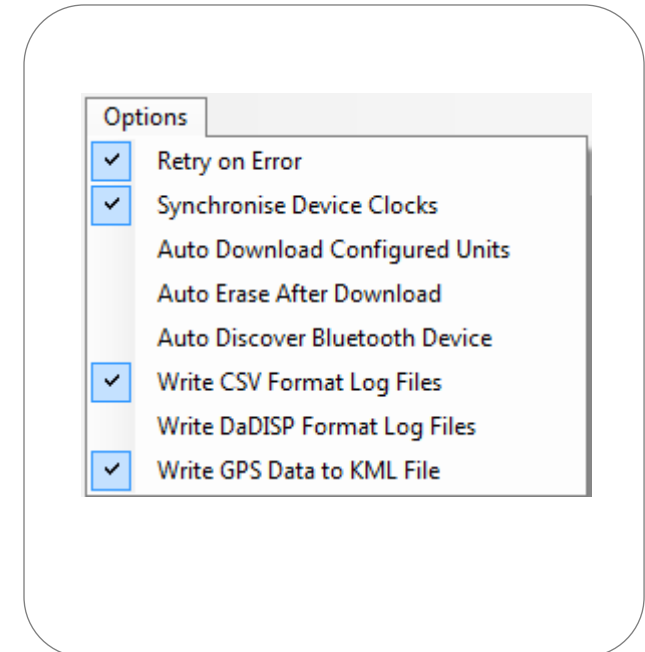 Options
Retry on Error
Synchronise Device Clocks
Auto Download Configured Units
Auto Erase After Download
Auto Discover Bluetooth Device
Write CSV Format Log Files
Write DaDISP Format Log Files
Write GPS Data to KML File